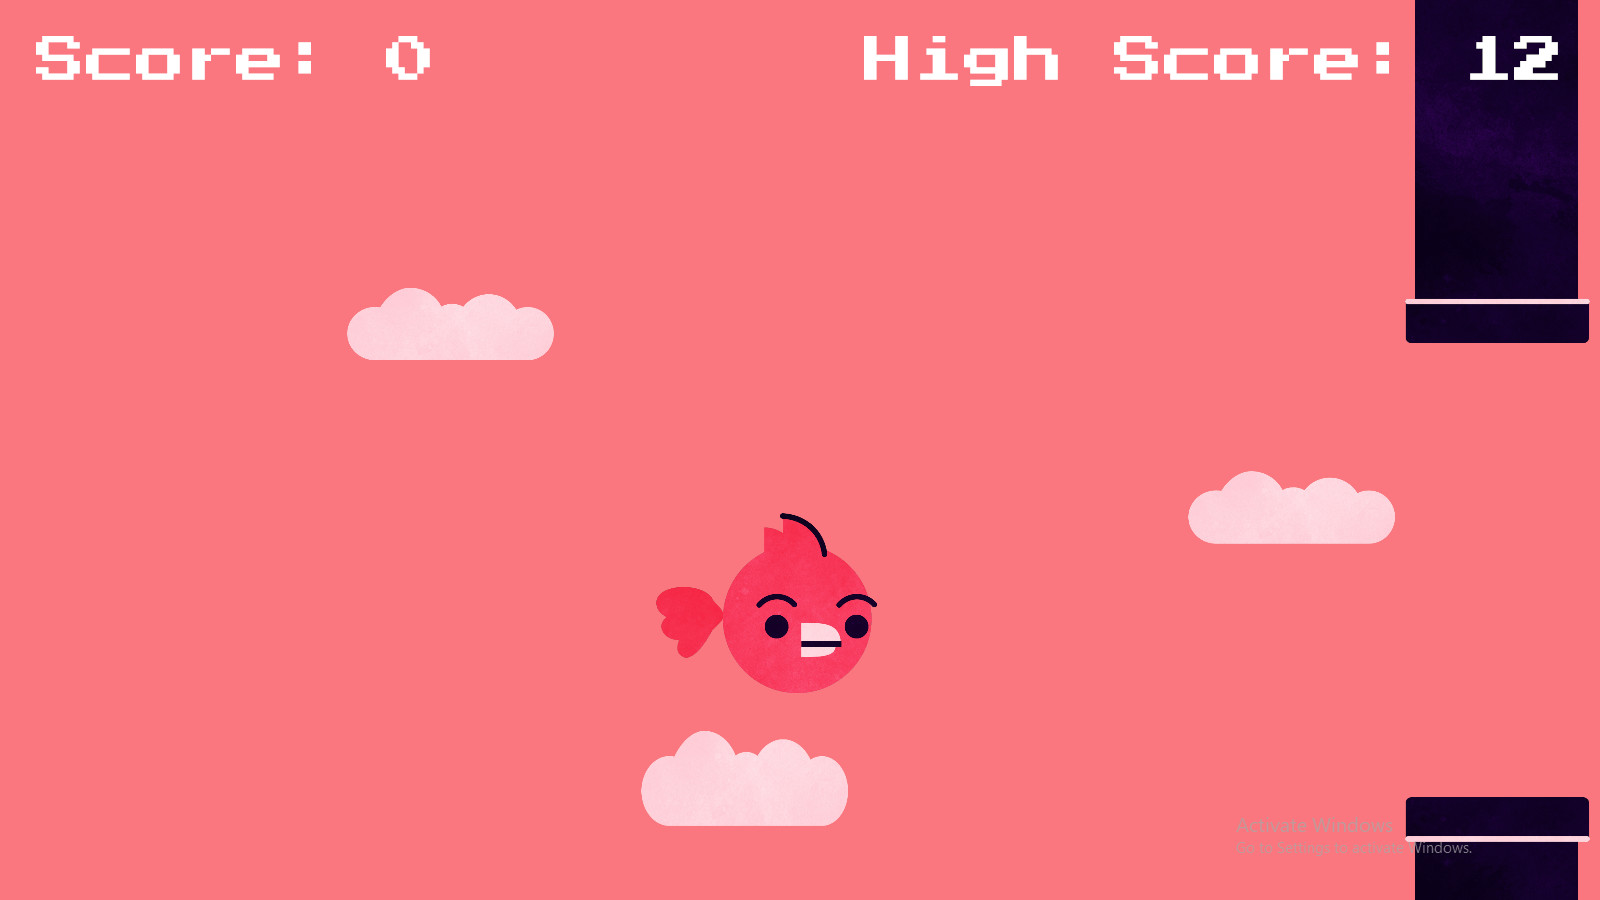 Score: 0
High Score: 12
Activate Windows
Go to Settings to activate Windows.